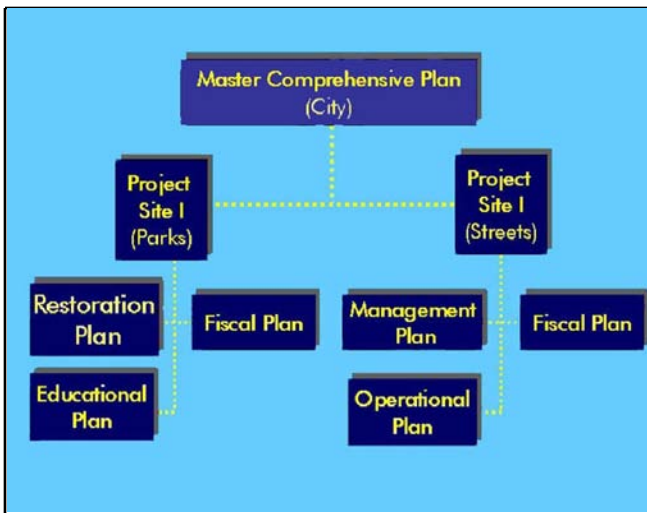 Master Comprehensive Plan
(City)
Project
Site I
(Parks)
Project
Site I
(Streets)
Restoration
Plan
Fiscal Plan
Management
Plan
Fiscal Plan
Educational
Plan
Operational
Plan